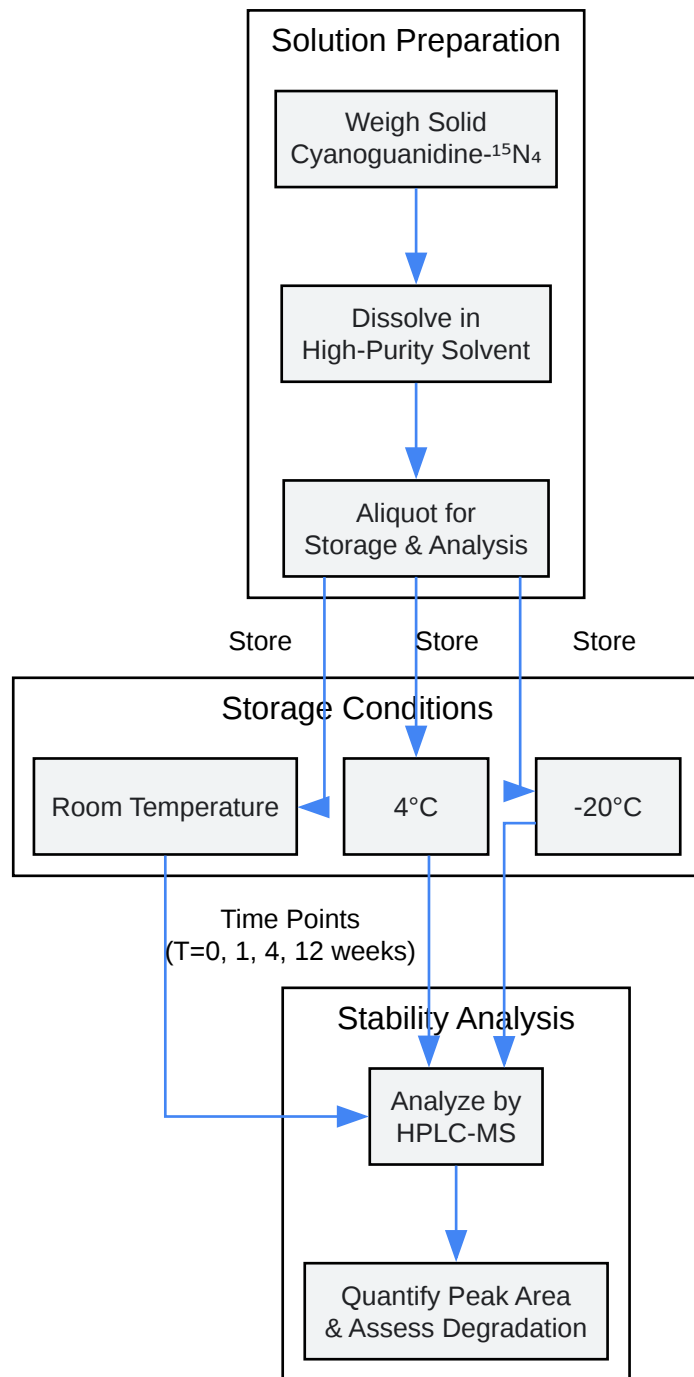 Solution Preparation
Weigh Solid
Cyanoguanidine-¹⁵N₄
Dissolve in
High-Purity Solvent
Aliquot for
Storage & Analysis
Store
Store
Store
Storage Conditions
Room Temperature
4°C
-20°C
Time Points
(T=0, 1, 4, 12 weeks)
Stability Analysis
Analyze by
HPLC-MS
Quantify Peak Area
& Assess Degradation